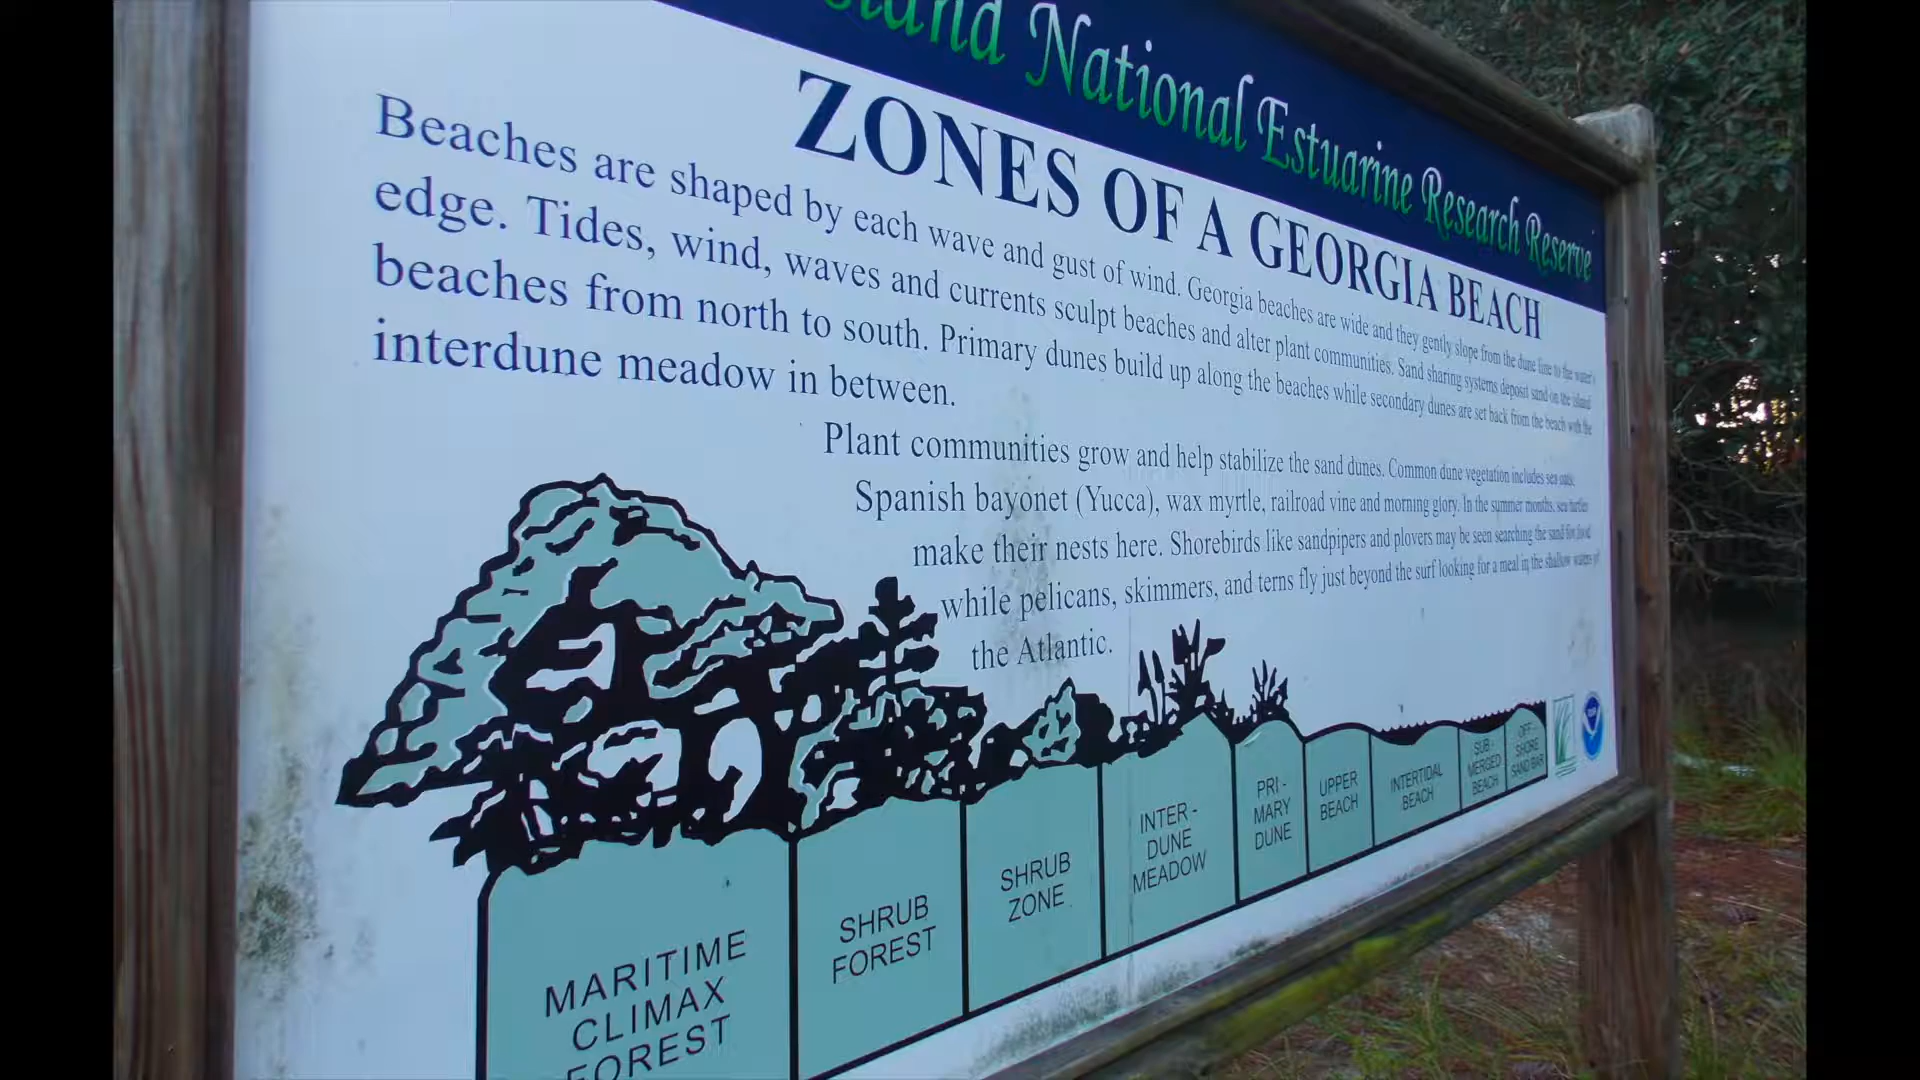 National Estuarine Research Reserve
ZONES OF A GEORGIA BEACH
Beaches are shaped by each wave and gust of wind. Georgia beaches are wide and they gently slope from the dune line to the water's
edge. Tides, wind, waves and currents sculpt beaches and alter plant communities. Sand sharing systems deposit sand on the island
beaches from north to south. Primary dunes build up along the beaches while secondary dunes are set back from the beach with the
interdune meadow in between.
Plant communities grow and help stabilize the sand dunes. Common dune vegetation includes sea oats,
Spanish bayonet (Yucca), wax myrtle, railroad vine and morning glory. In the summer months, sea turtles
make their nests here. Shorebirds like sandpipers and plovers may be seen searching the sand for food
while pelicans, skimmers, and terns fly just beyond the surf looking for a meal in the shallow waters of
the Atlantic.
MARITIME
CLIMAX
FOREST
SHRUB
FOREST
SHRUB
ZONE
INTER-
DUNE
MEADOW
PRI-
MARY
DUNE
UPPER
BEACH
INTERTIDAL
BEACH
SUB-
MERGED
BEACH
OFF-
SHORE
SAND BAR